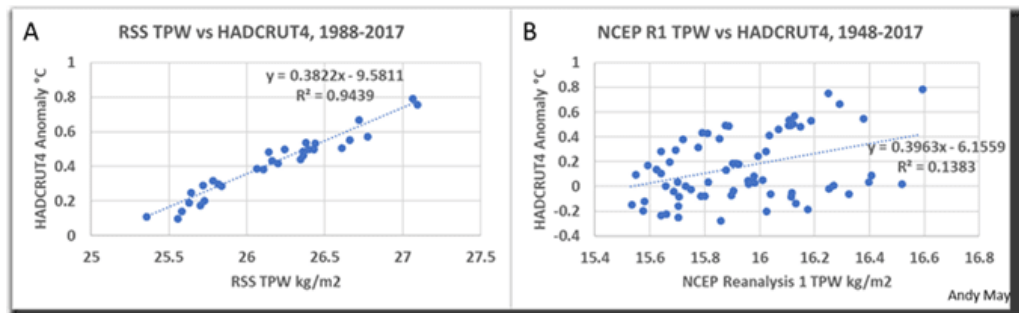 A
RSS TPW vs HADCRUT4, 1988-2017
y = 0.3822x - 9.5811
R² = 0.9439
HADCRUT4 Anomaly °C
1
0.8
0.6
0.4
0.2
0
25
25.5
26
26.5
27
27.5
RSS TPW kg/m2
B
NCEP R1 TPW vs HADCRUT4, 1948-2017
HADCRUT4 Anomaly °C
1
0.8
0.6
0.4
0.2
0
-0.2
-0.4
y = 0.3963x - 6.1559
R² = 0.1383
15.4
15.6
15.8
16
16.2
16.4
16.6
16.8
NCEP Reanalysis 1 TPW kg/m2
Andy May